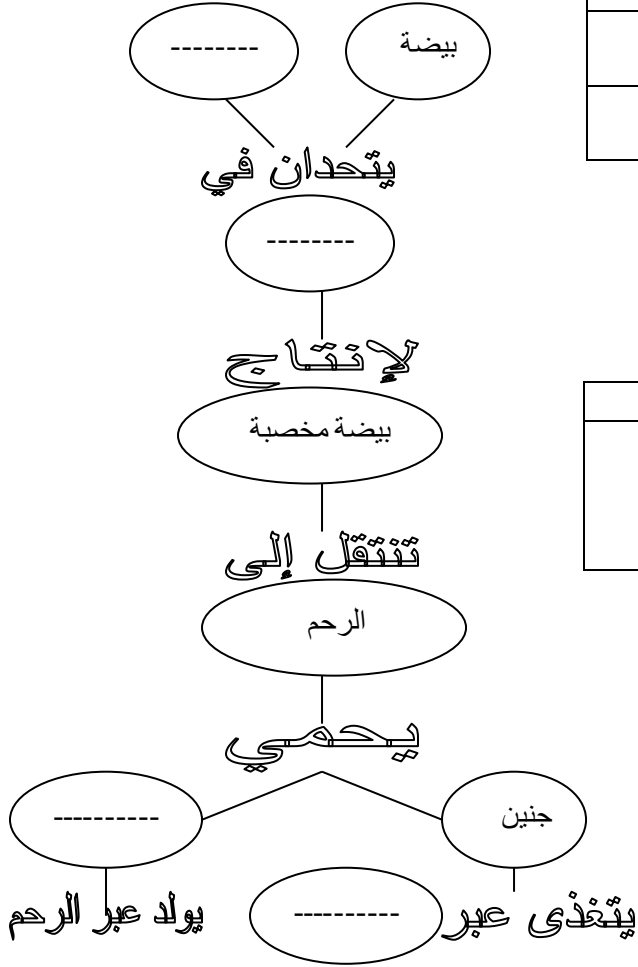 بيضة --------
يتحدان في
--------
لإنتاج
بيضة مخصبة
تنتقل إلى
الرحم
يحمي
جنين ----------
يتغذى عبر ---------- يولد عبر الرحم